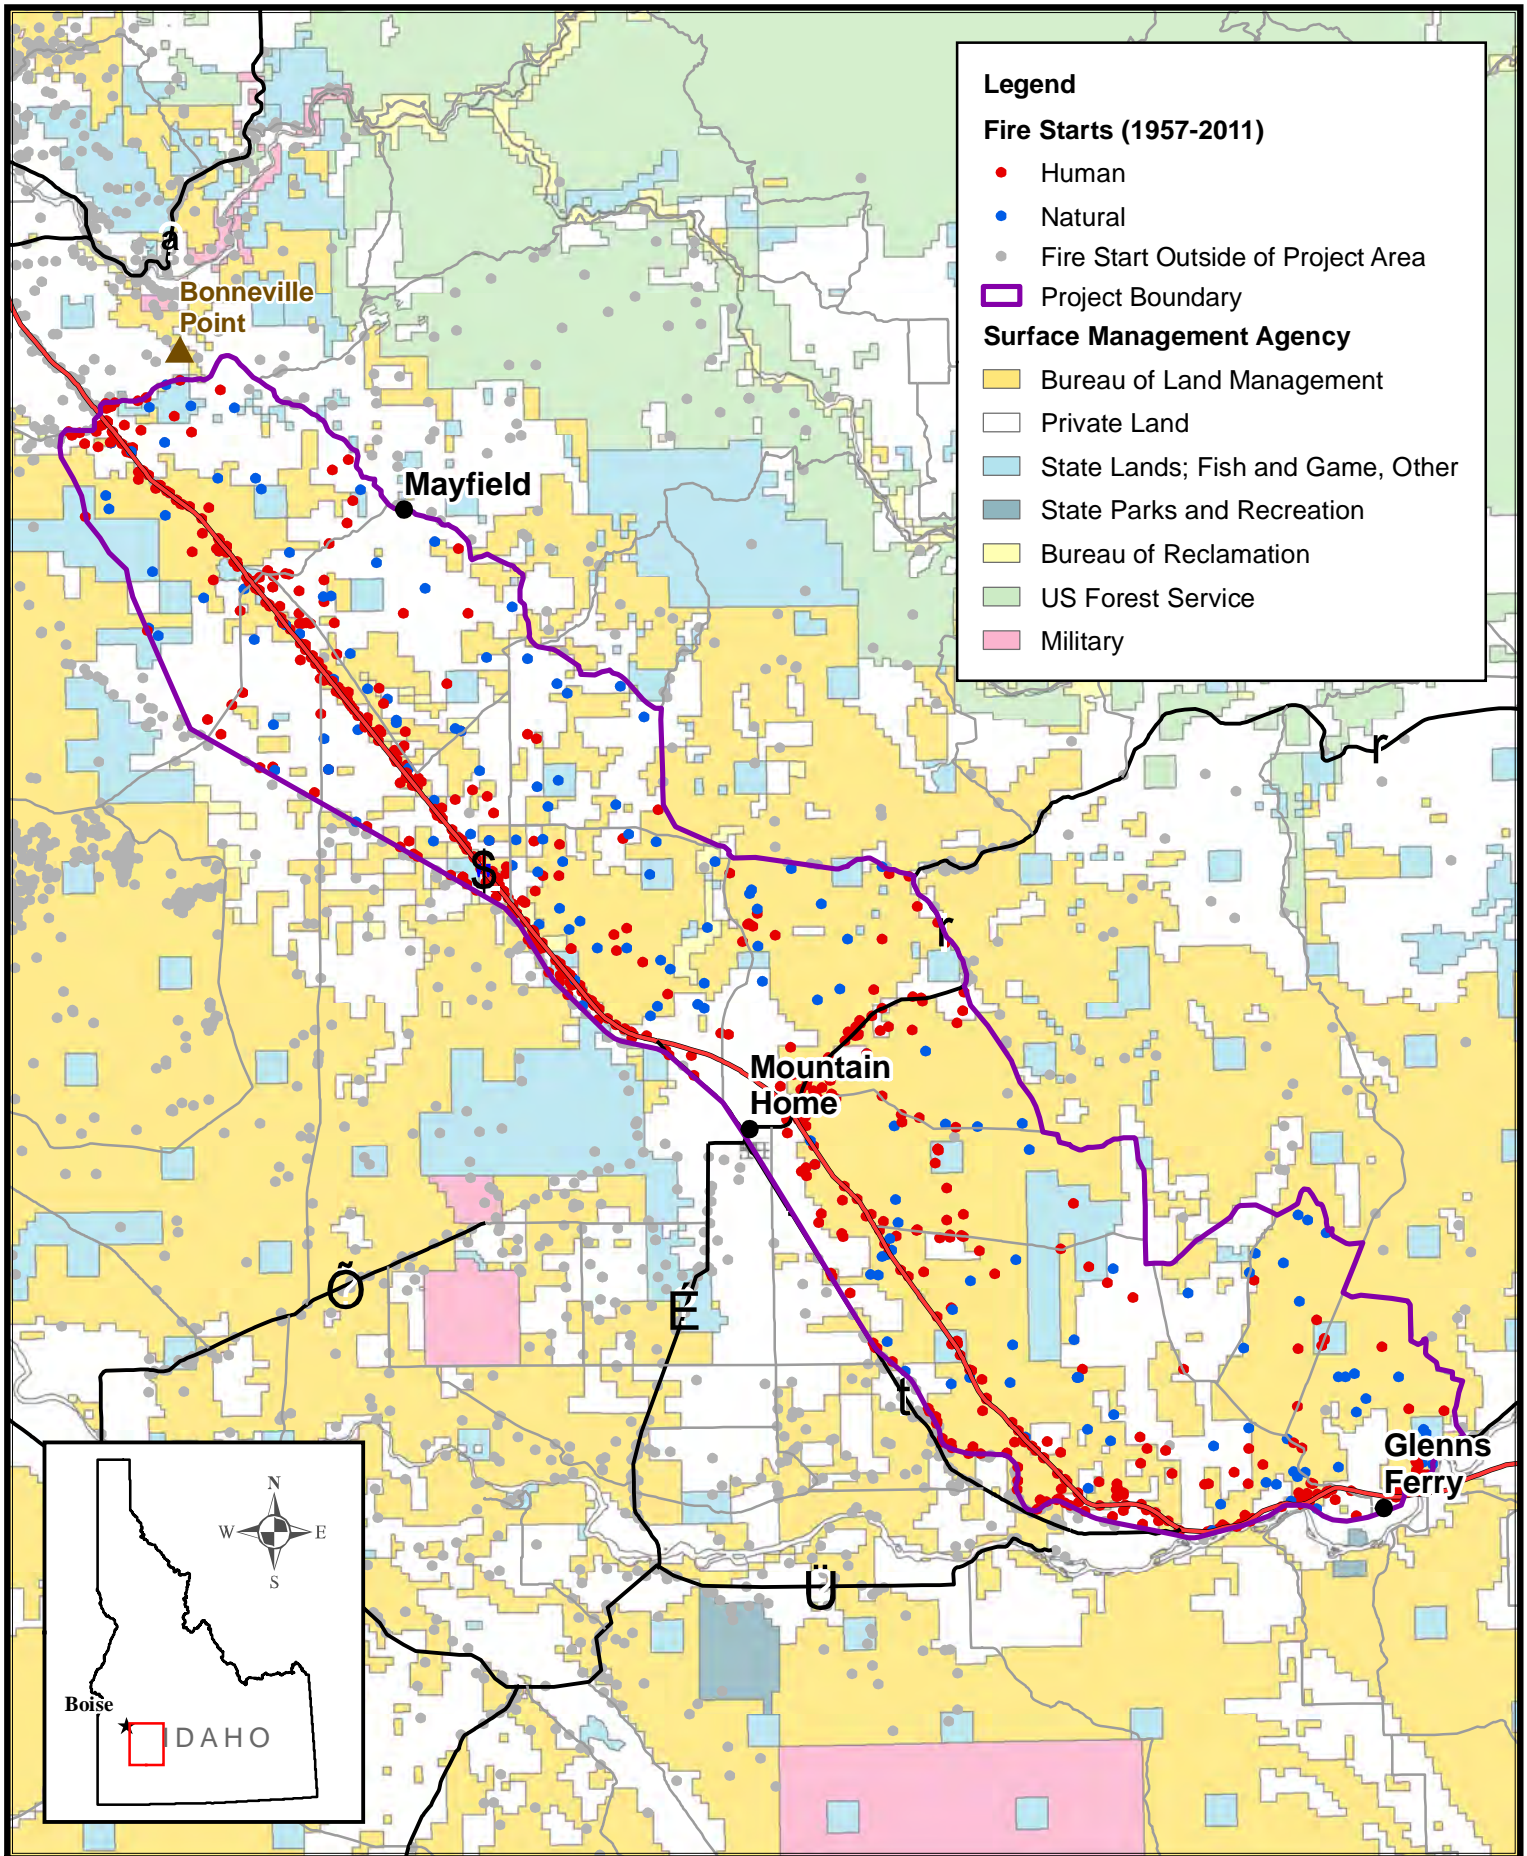 Legend
Fire Starts (1957-2011)
Human
Natural
Fire Start Outside of Project Area
Project Boundary
Surface Management Agency
Bureau of Land Management
Private Land
State Lands; Fish and Game, Other
State Parks and Recreation
Bureau of Reclamation
US Forest Service
Military
Bonneville
Point
Mayfield
Mountain
Home
Glenns
Ferry
$
r
r
Õ
É
t
Ü
N
W E
S
Boise
IDAHO